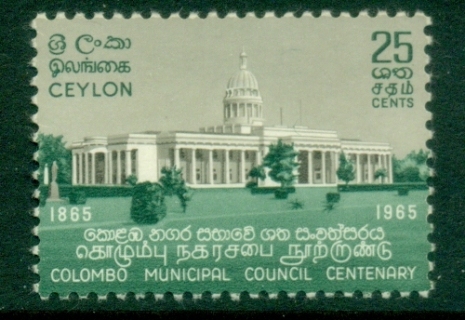 ශ්‍රී ලංකා
இலங்கை
CEYLON
25
ශත
சதம்
CENTS
1865
1965
කොළඹ නගර සභාවේ ශත සංවත්සරය
கொழும்பு நகரசபை நூற்றாண்டு
COLOMBO MUNICIPAL COUNCIL CENTENARY